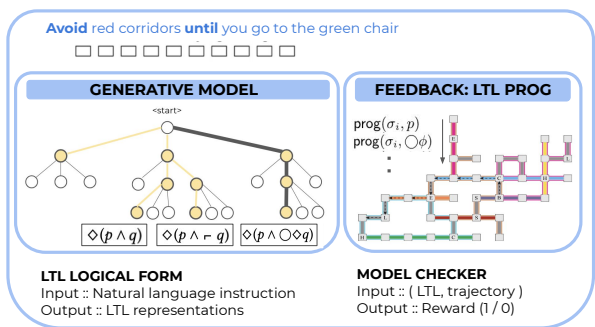 Avoid red corridors until you go to the green chair
GENERATIVE MODEL
<start>
◇(p ∧ q)
◇(p ∧ ⌐ q)
◇(p ∧ ○◇q)
LTL LOGICAL FORM
Input :: Natural language instruction
Output :: LTL representations
FEEDBACK: LTL PROG
prog(σᵢ, p)
prog(σᵢ, ○ϕ)
MODEL CHECKER
Input :: ( LTL, trajectory )
Output :: Reward (1 / 0)